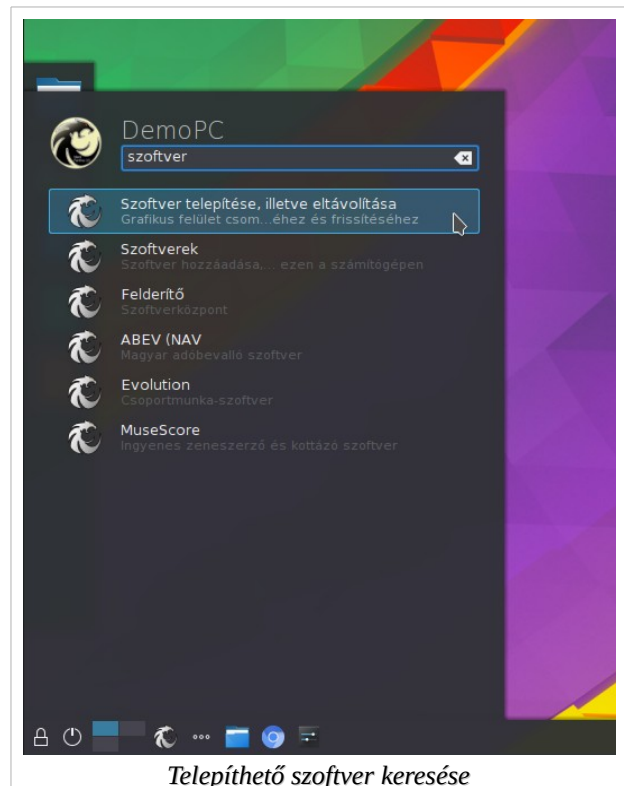 DemoPC
szoftver
Szoftver telepítése, illetve eltávolítása
Grafikus felület csom...éhez és frissítéséhez
Szoftverek
Szoftver hozzáadása,... ezen a számítógépen
Felderítő
Szoftverközpont
ABEV (NAV
Magyar adóbevalló szoftver
Evolution
Csoportmunka-szoftver
MuseScore
Ingyenes zeneszerző és kottázó szoftver
Telepíthető szoftver keresése